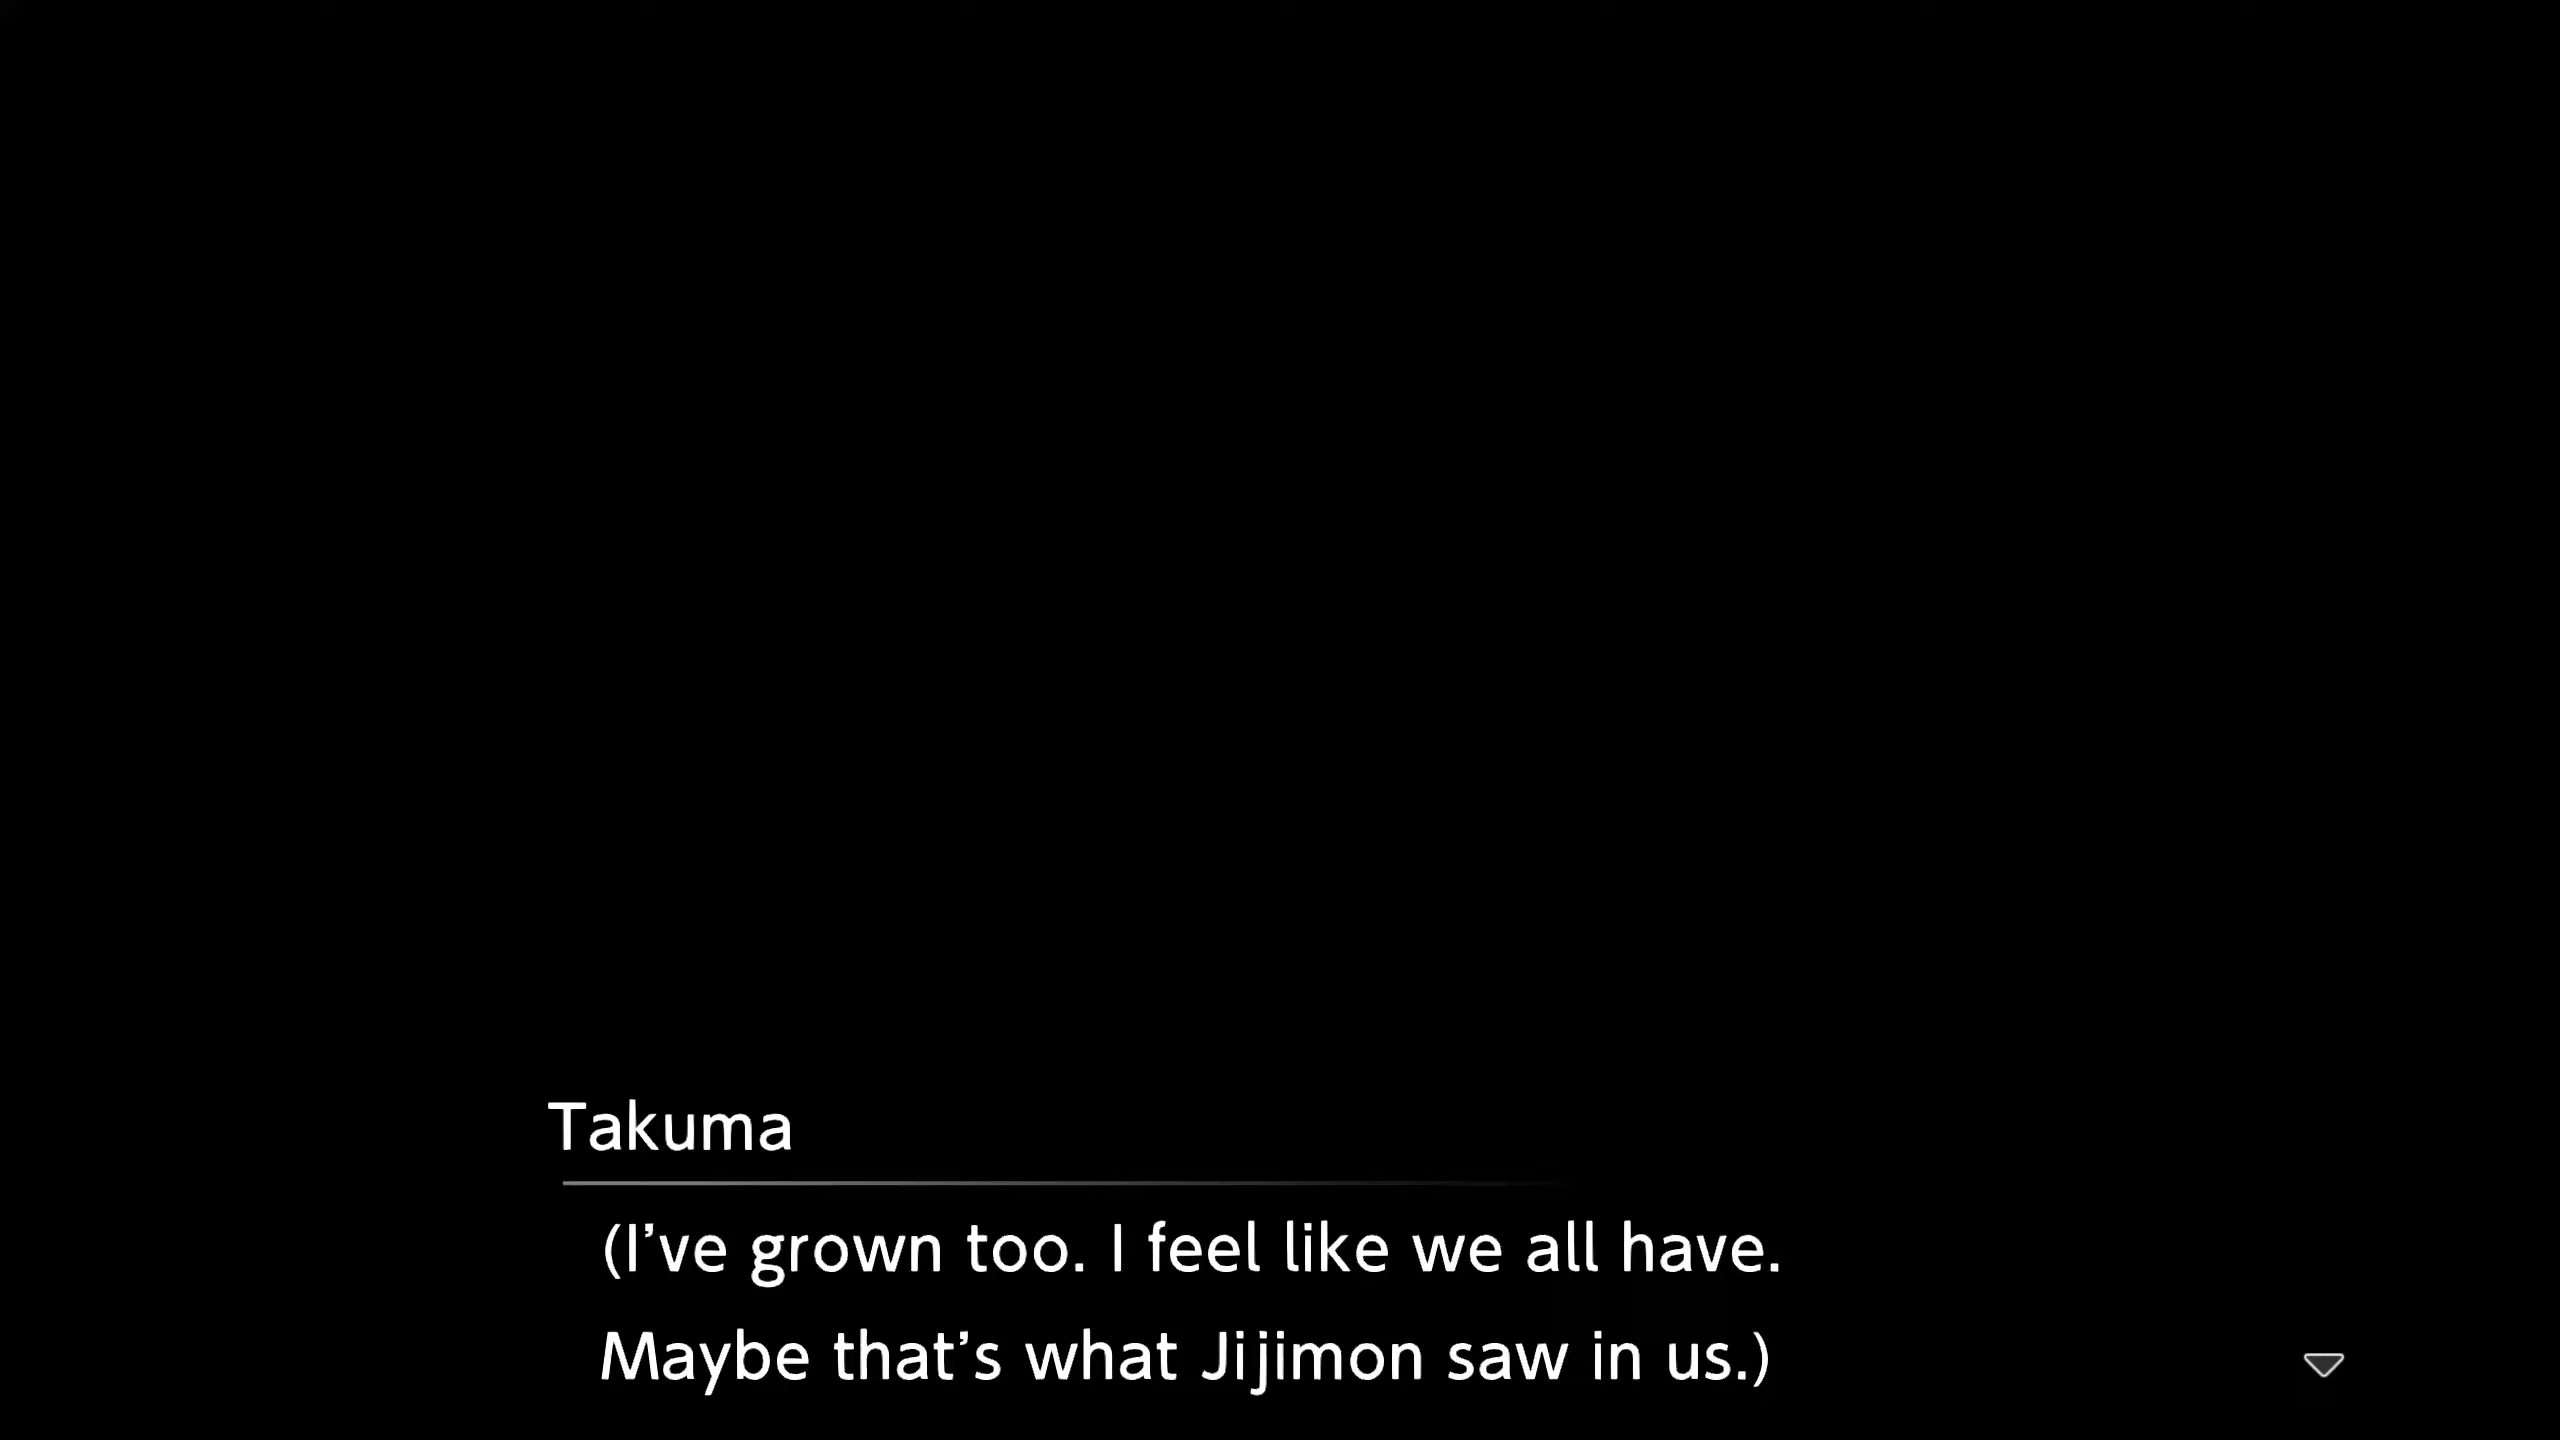 Takuma
(I’ve grown too. I feel like we all have.
Maybe that’s what Jijimon saw in us.)